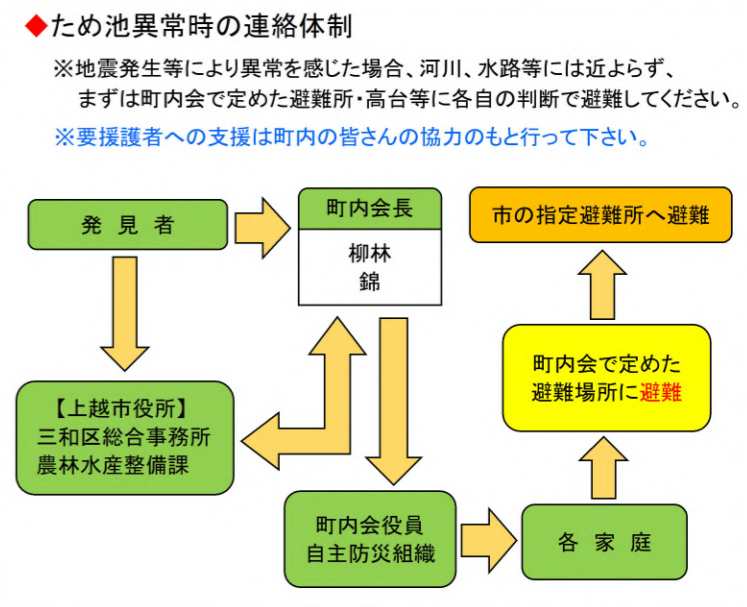 ◆ため池異常時の連絡体制
※地震発生等により異常を感じた場合、河川、水路等には近よらず、
まずは町内会で定めた避難所・高台等に各自の判断で避難してください。
※要援護者への支援は町内の皆さんの協力のもと行って下さい。
発見者
町内会長
柳林
錦
市の指定避難所へ避難
町内会で定めた
避難場所に避難
【上越市役所】
三和区総合事務所
農林水産整備課
町内会役員
自主防災組織
各家庭